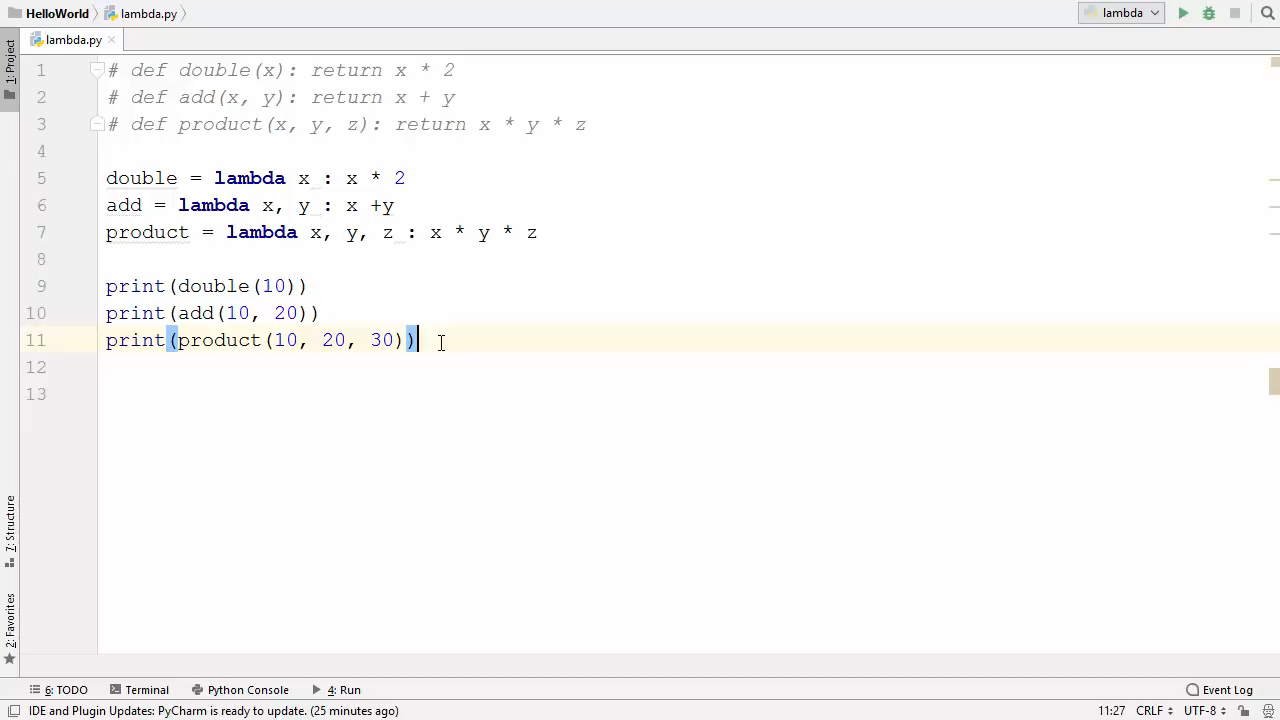 HelloWorld lambda.py lambda
lambda.py
1: Project
1 # def double(x): return x * 2
2 # def add(x, y): return x + y
3 # def product(x, y, z): return x * y * z
4
5 double = lambda x : x * 2
6 add = lambda x, y : x +y
7 product = lambda x, y, z : x * y * z
8
9 print(double(10))
10 print(add(10, 20))
11 print(product(10, 20, 30))
12
13
7: Structure
2: Favorites
6: TODO Terminal Python Console 4: Run Event Log
IDE and Plugin Updates: PyCharm is ready to update. (25 minutes ago) 11:27 CRLF UTF-8